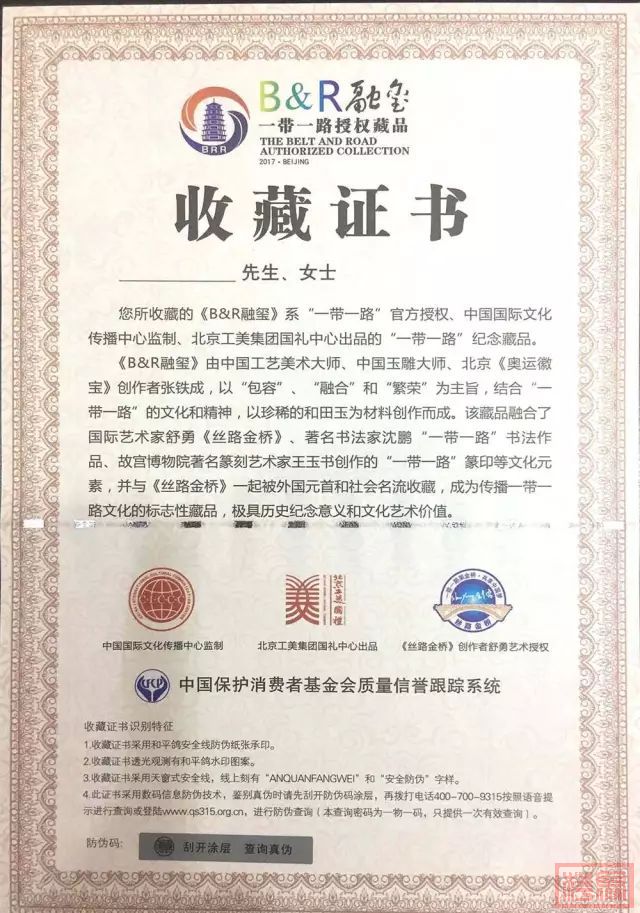 BRR
B&R融玺
一带一路授权藏品
THE BELT AND ROAD
AUTHORIZED COLLECTION
2017·BEIJING
收藏证书
先生、女士
您所收藏的《B&R融玺》系“一带一路”官方授权、中国国际文化
传播中心监制、北京工美集团国礼中心出品的“一带一路”纪念藏品。
《B&R融玺》由中国工艺美术大师、中国玉雕大师、北京《奥运徽
宝》创作者张铁成，以“包容”、“融合”和“繁荣”为主旨，结合“一
带一路”的文化和精神，以珍稀的和田玉为材料创作而成。该藏品融合了
国际艺术家舒勇《丝路金桥》、著名书法家沈鹏“一带一路”书法作
品、故宫博物院著名篆刻艺术家王玉书创作的“一带一路”篆印等文化元
素，并与《丝路金桥》一起被外国元首和社会名流收藏，成为传播一带一
路文化的标志性藏品，极具历史纪念意义和文化艺术价值。
北京工美国礼
丝路金桥
中国国际文化传播中心监制
北京工美集团国礼中心出品
《丝路金桥》创作者舒勇艺术授权
中国保护消费者基金会质量信誉跟踪系统
收藏证书识别特征
1.收藏证书采用和平鸽安全线防伪纸张承印。
2.收藏证书透光观测有和平鸽水印图案。
3.收藏证书采用天窗式安全线，线上刻有“ANQUANFANGWEI”和“安全防伪”字样。
4.此证书采用数码信息防伪技术，鉴别真伪时请先刮开防伪码涂层，再拨打电话400-700-9315按照语音提
示进行查询或登陆www.qs315.org.cn，进行防伪查询（本查询密码为一物一码，只提供一次有效查询）。
防伪码：
刮开涂层 查询真伪